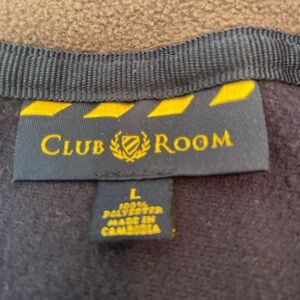 CLUB ROOM
L
100%
POLYESTER
MADE IN
CAMBODIA